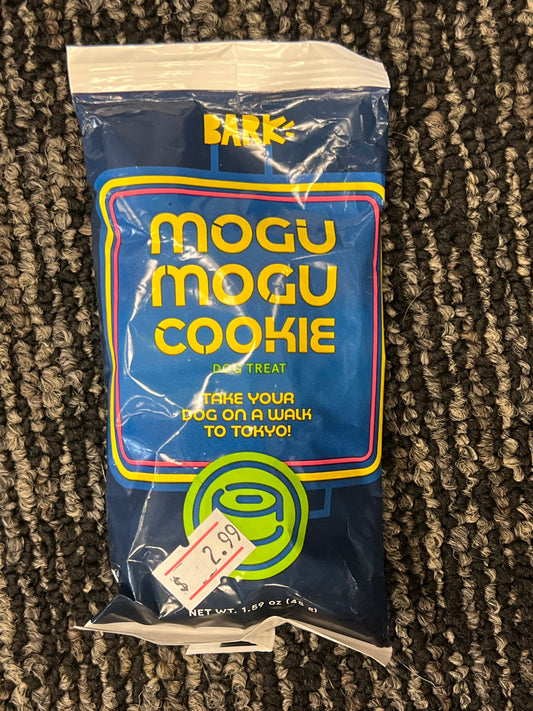 BARK
MOGU
MOGU
COOKIE
DOG TREAT
TAKE YOUR
DOG ON A WALK
TO TOKYO!
$ 2.99
NET WT. 1.59 oz (45 g)